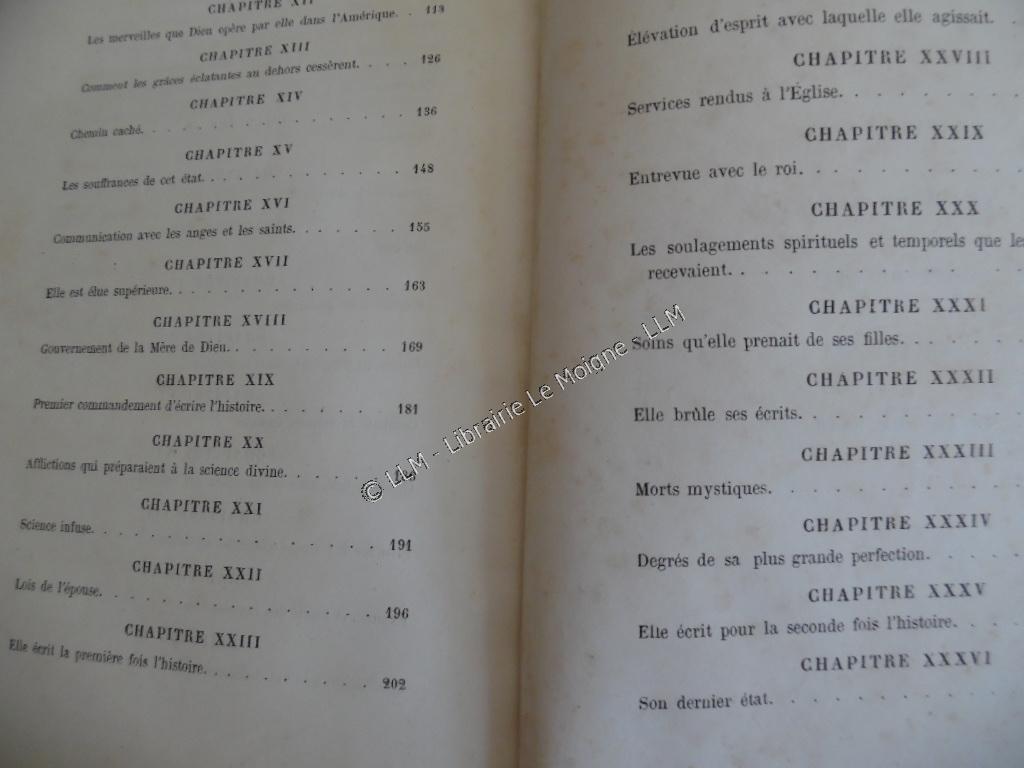 CHAPITRE XII
Les merveilles que Dieu opère par elle dans l'Amérique. . 113
CHAPITRE XIII
Comment les grâces éclatantes au dehors cessèrent. . . . . 126
CHAPITRE XIV
Chemin caché. . . . . . . . . . . . . . 136
CHAPITRE XV
Les souffrances de cet état. . . . . . . . . . . . 148
CHAPITRE XVI
Communication avec les anges et les saints. . . . . . . 155
CHAPITRE XVII
Elle est élue supérieure. . . . . . . . . . . . . 163
CHAPITRE XVIII
Gouvernement de la Mère de Dieu. . . . . . . . . 169
CHAPITRE XIX
Premier commandement d'écrire l'histoire. . . . . . . . 181
CHAPITRE XX
Afflictions qui préparaient à la science divine. . . . . .
CHAPITRE XXI
Science infuse. . . . . . . . . . . . . . . 191
CHAPITRE XXII
Lois de l'épouse. . . . . . . . . . . . . . 196
CHAPITRE XXIII
Elle écrit la première fois l'histoire. . . . . . . . . . 202
Élévation d'esprit avec laquelle elle agissait. .
CHAPITRE XXVIII
Services rendus à l'Église. . . . . . . . .
CHAPITRE XXIX
Entrevue avec le roi. . . . . . . . . . .
CHAPITRE XXX
Les soulagements spirituels et temporels que
recevaient. . . . . . . . . . . .
CHAPITRE XXXI
Soins qu'elle prenait de ses filles. . . . . .
CHAPITRE XXXII
Elle brûle ses écrits. . . . . . . . . . .
CHAPITRE XXXIII
Morts mystiques. . . . . . . . . . . .
CHAPITRE XXXIV
Degrés de sa plus grande perfection. . . . .
CHAPITRE XXXV
Elle écrit pour la seconde fois l'histoire. . . .
CHAPITRE XXXVI
Son dernier état. . . . . . . . . . . .
© LLM - Librairie Le Moigne - LLM